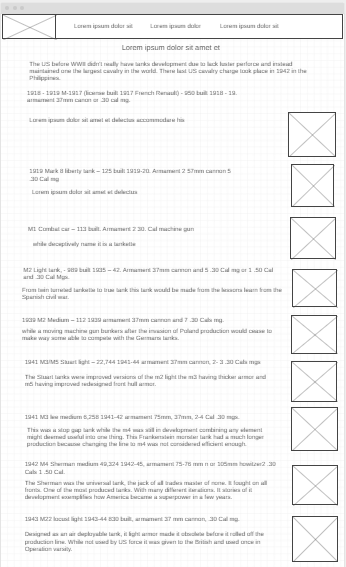 Lorem ipsum dolor sit
Lorem ipsum dolor
Lorem ipsum dolor sit
Lorem ipsum dolor sit amet et
The US before WW8 didn't really have tanks development due to lack foster perforce and instead
maintained one the largest cavalry in the world. There last US cavalry charge took place in 1942 in the
Philippines.
1918 - 1919 M-1917 (license built 1917 French Renault) - 950 built 1918 - 19.
armament 37mm canon or .30 cal mg.
Lorem ipsum dolor sit amet el delectus accommodare his
1919 Mark 8 liberty tank – 125 built 1919-20. Armament 2 57mm cannon 5
.30 Cal mg
Lorem ipsum dolor sit amet el delectus
M1 Combat car – 113 built, Armament 2 30. Cal machine gun
while deceptively name it is a tankette
M2 Light tank, - 989 built 1935 – 42. Armament 37mm cannon and 5 .30 Cal mg or 1 .50 Cal
and .30 Cal Mgs.
From twin turreted tankette to true tank this tank would be made from the lessons learn from the
Spanish civil war.
1939 M2 Medium – 112 1939 armament 37mm cannon and 7 .30 Cals mg.
while a moving machine gun bunkers after the invasion of Poland production would cease to
make way some able to compete with the Germans tanks.
1941 M3/M5 Stuart light – 22,744 1941-44 armament 37mm cannon, 2- 3 .30 Cals mgs
The Stuart tanks were improved versions of the m2 light the m3 having thicker armor and
m5 having improved redesigned front hull armor.
1941 M3 lee medium 6,258 1941-42 armament 75mm, 37mm, 2-4 Cal .30 mgs.
This was a stop gap tank while the m4 was still in development combining any element
might deemed useful into one thing. This Frankenstein monster tank had a much longer
production because changing the line to m4 was not considered efficient enough.
1942 M4 Sherman medium 49,324 1942-45, armament 75-76 mm n or 105mm howitzer2 .30
Cals 1 .50 Cal.
The Sherman was the universal tank, the jack of all trades master of none. It fought on all
fronts. One of the most produced tanks. With many different iterations. It stories of it
development exemplifies how America became a superpower in a few years.
1943 M22 locust light 1943-44 830 built, armament 37 mm cannon, .30 Cal mg.
Designed as an air deployable tank, it light armor made it obsolete before it rolled off the
production line. While not used by US force it was given to the British and used once in
Operation varsity.